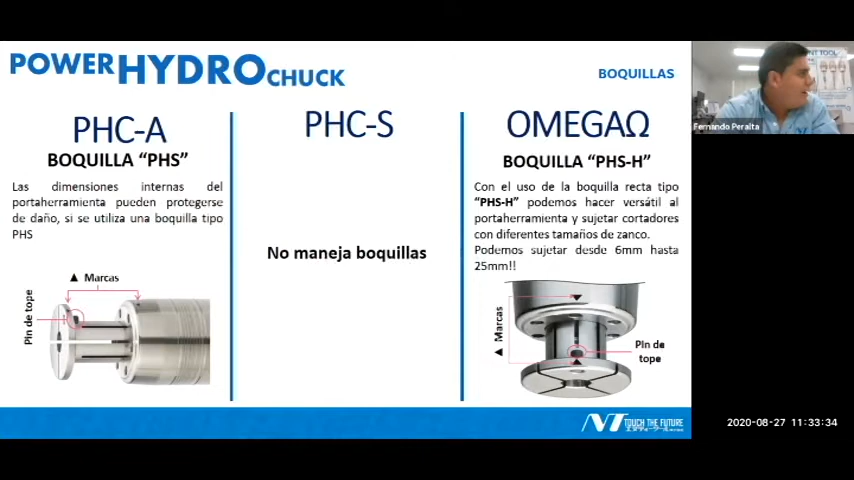 POWER HYDRO CHUCK
BOQUILLAS
PHC-A
BOQUILLA “PHS”
Las dimensiones internas del
portaherramienta pueden protegerse
de daño, si se utiliza una boquilla tipo
PHS
▲ Marcas
Pin de tope
PHC-S
No maneja boquillas
OMEGAΩ
BOQUILLA “PHS-H”
Con el uso de la boquilla recta tipo
“PHS-H” podemos hacer versátil al
portaherramienta y sujetar cortadores
con diferentes tamaños de zanco.
Podemos sujetar desde 6mm hasta
25mm!!
▲ Marcas
Pin de
tope
NT TOUCH THE FUTURE
Fernando Peralta
2020-08-27 11:33:34